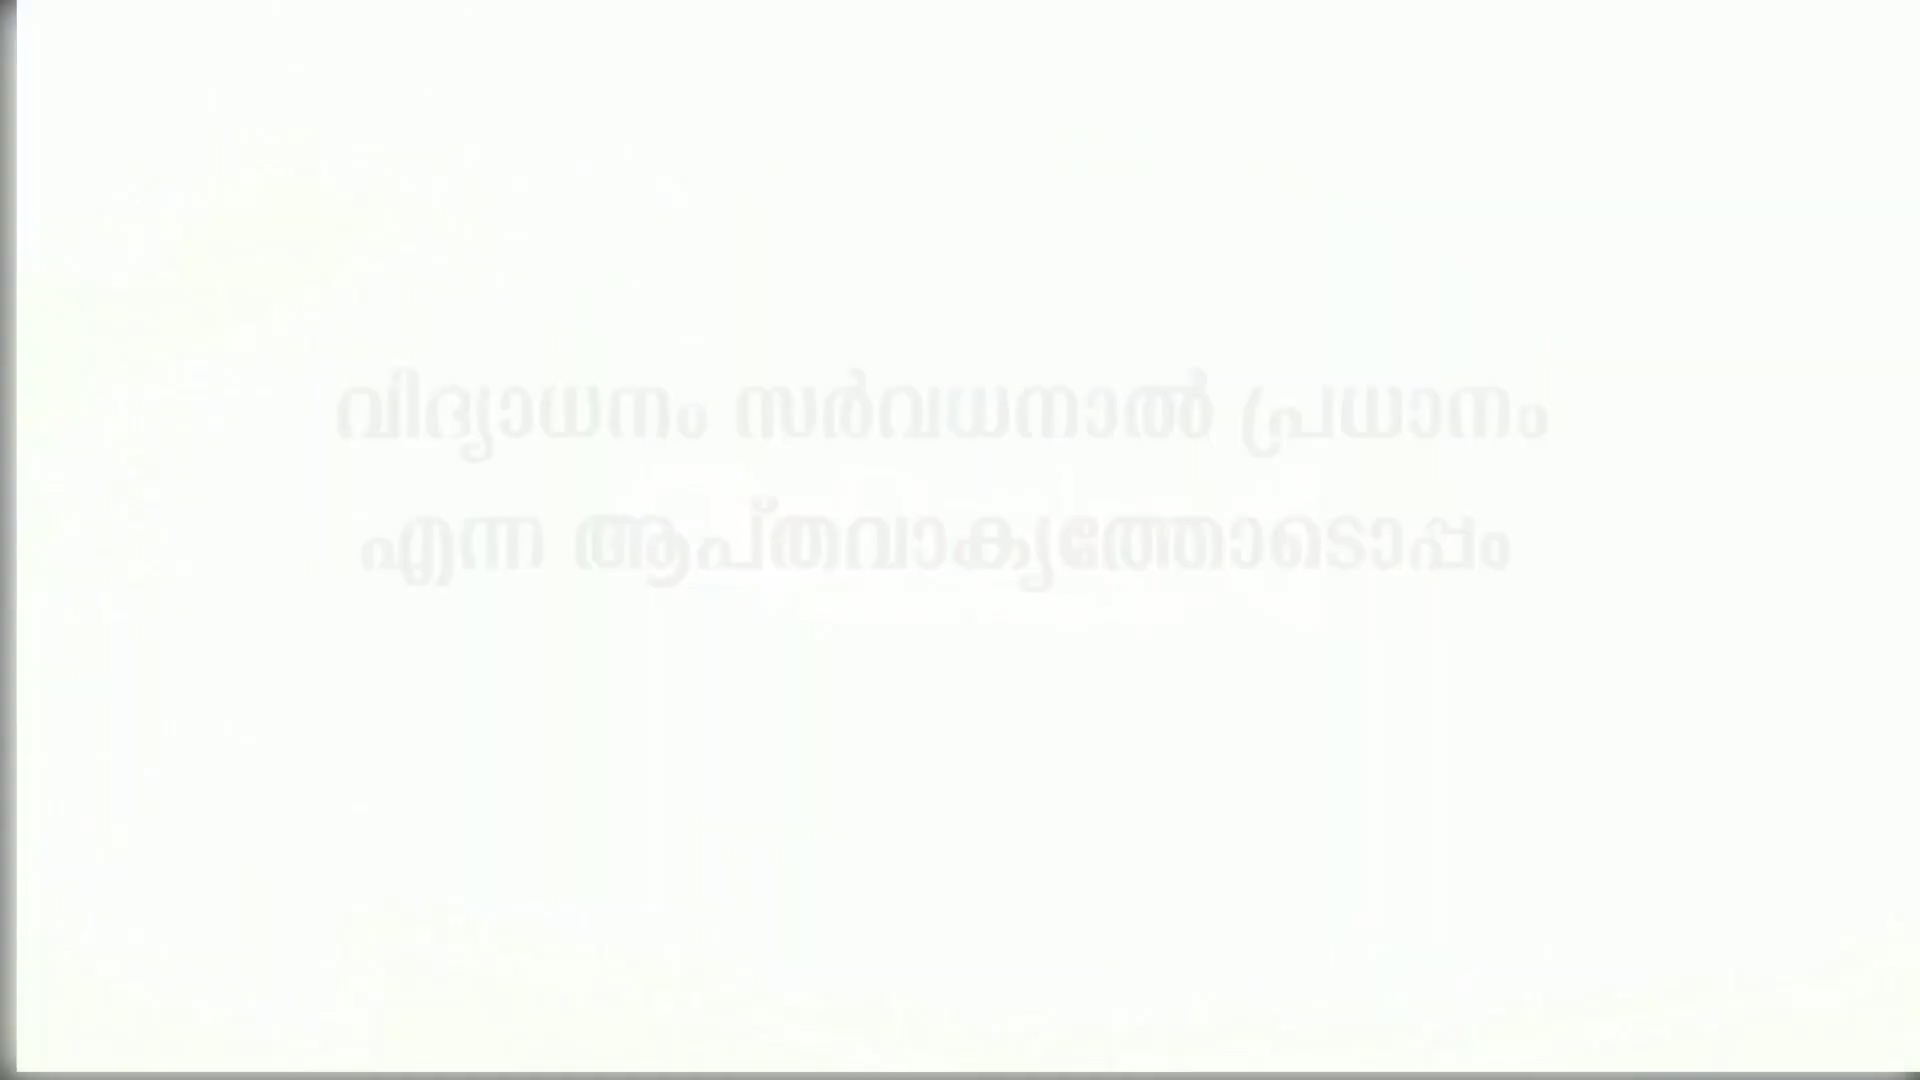 വിദ്യാധനം സർവധനാൽ പ്രധാനം
എന്ന ആപ്തവാക്യത്തോടൊപ്പം